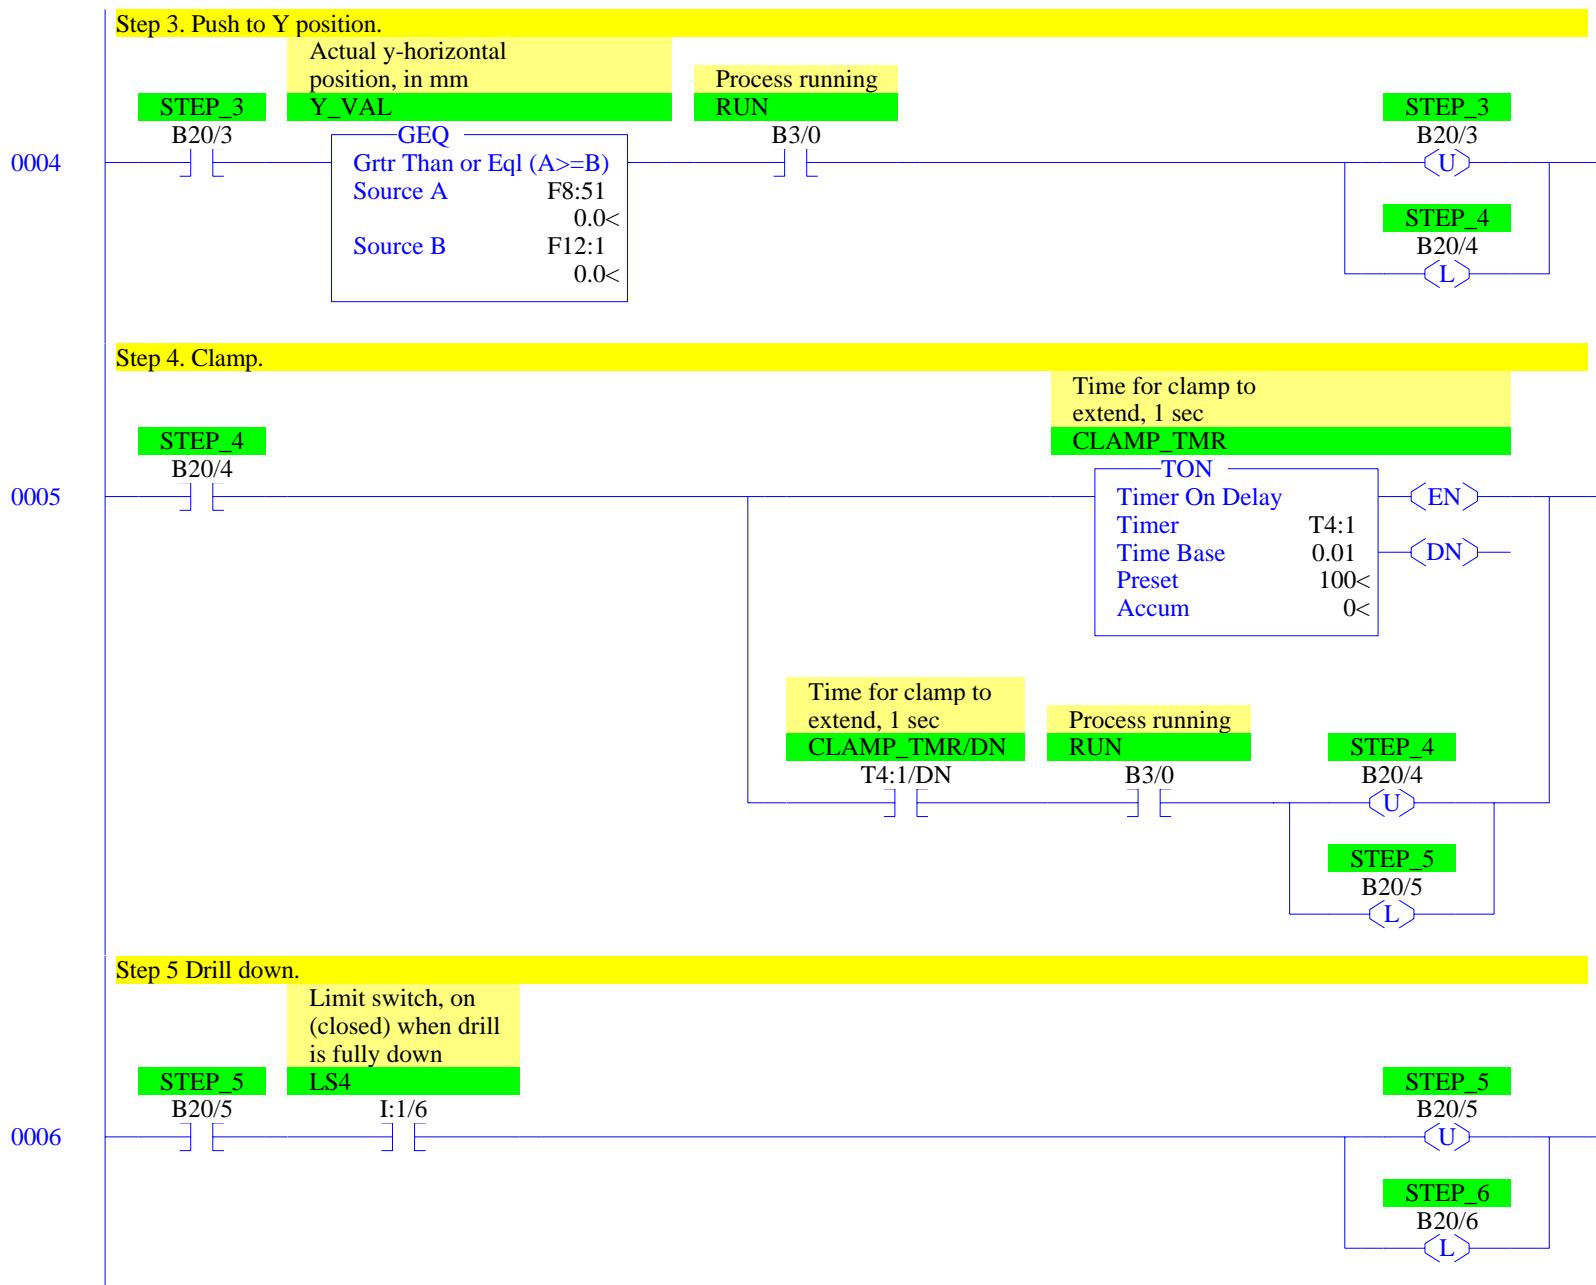 Step 3. Push to Y position.
Actual y-horizontal
position, in mm
Process running
STEP_3
Y_VAL
RUN
STEP_3
B20/3
GEQ
B3/0
B20/3
0004
Grtr Than or Eql (A>=B)
U
Source A F8:51
0.0<
STEP_4
Source B F12:1
B20/4
0.0<
L
Step 4. Clamp.
Time for clamp to
extend, 1 sec
STEP_4
CLAMP_TMR
B20/4
TON
0005
Timer On Delay
EN
Timer T4:1
Time Base 0.01
DN
Preset 100<
Accum 0<
Time for clamp to
extend, 1 sec
Process running
CLAMP_TMR/DN
RUN
STEP_4
T4:1/DN
B3/0
B20/4
U
STEP_5
B20/5
L
Step 5 Drill down.
Limit switch, on
(closed) when drill
is fully down
STEP_5
LS4
STEP_5
B20/5
I:1/6
B20/5
0006
U
STEP_6
B20/6
L